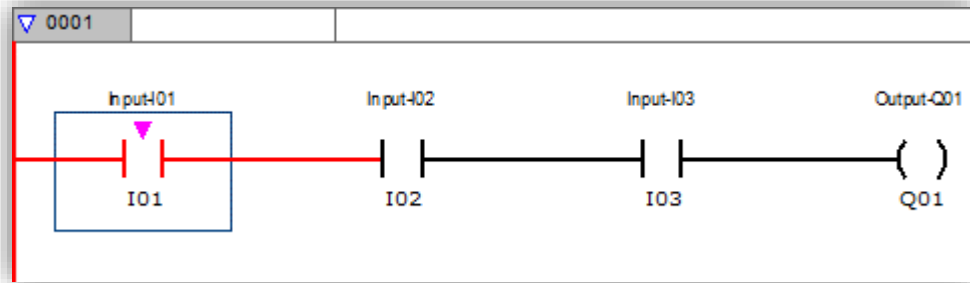 0001
Input-I01 Input-I02 Input-I03 Output-Q01
I01 I02 I03 Q01